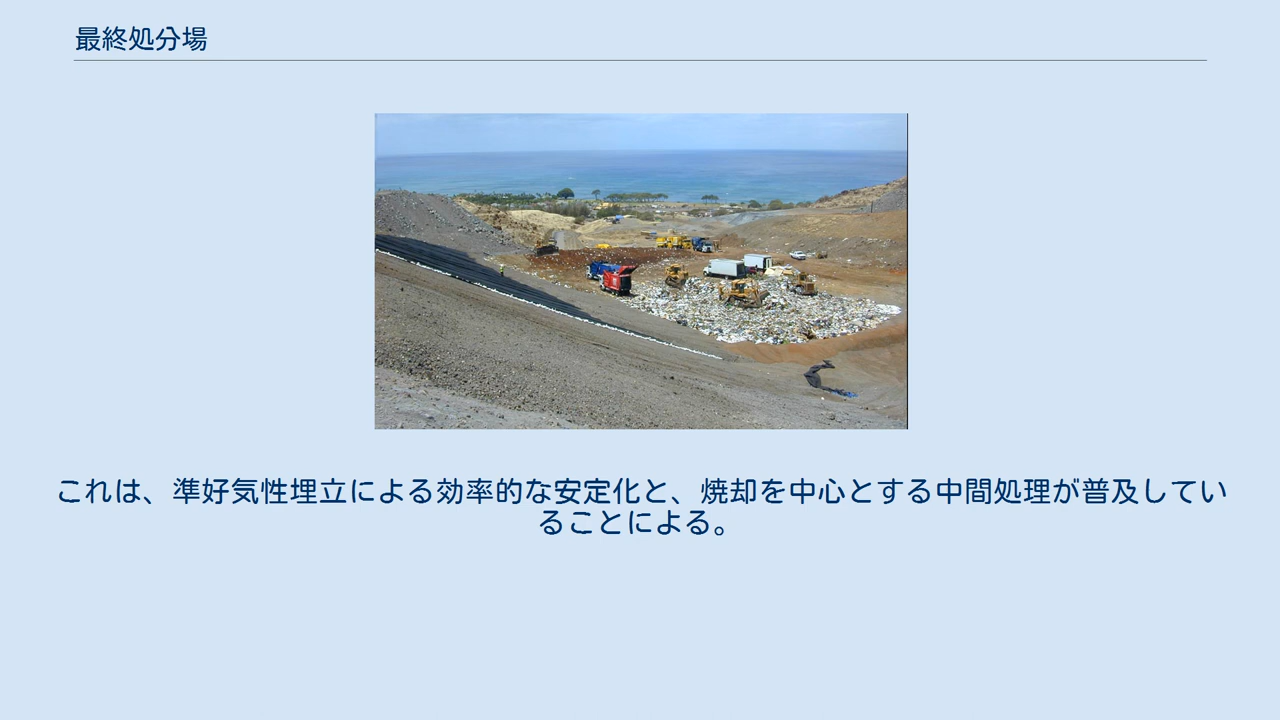 最終処分場
これは、準好気性埋立による効率的な安定化と、焼却を中心とする中間処理が普及してい
ることによる。